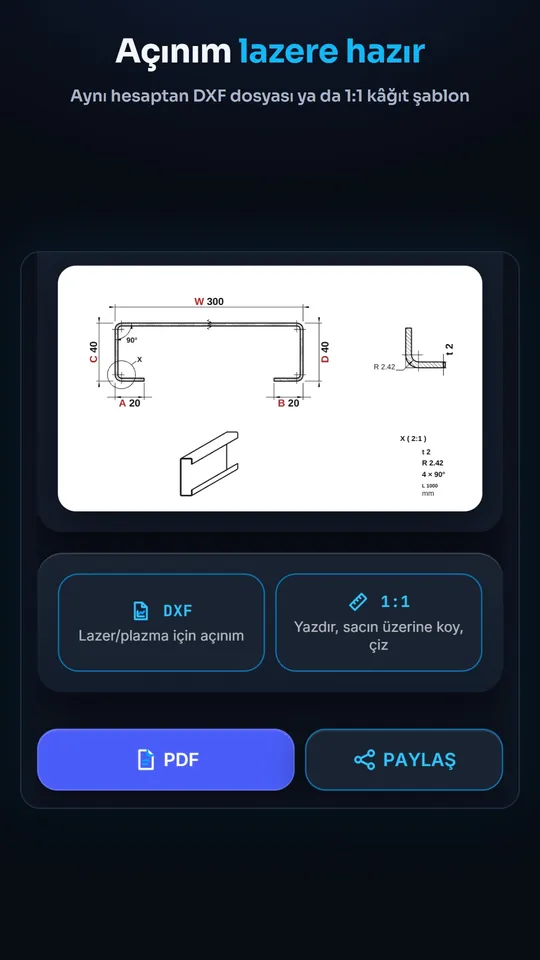 Açınım lazere hazır
Aynı hesaptan DXF dosyası ya da 1:1 kâğıt şablon
W 300
90°
C 40
D 40
X
A 20
B 20
R 2.42
t 2
X ( 2:1 )
t 2
R 2.42
4 × 90°
L 1000
mm
DXF
Lazer/plazma için açınım
1:1
Yazdır, sacın üzerine koy,
çiz
PDF
PAYLAŞ